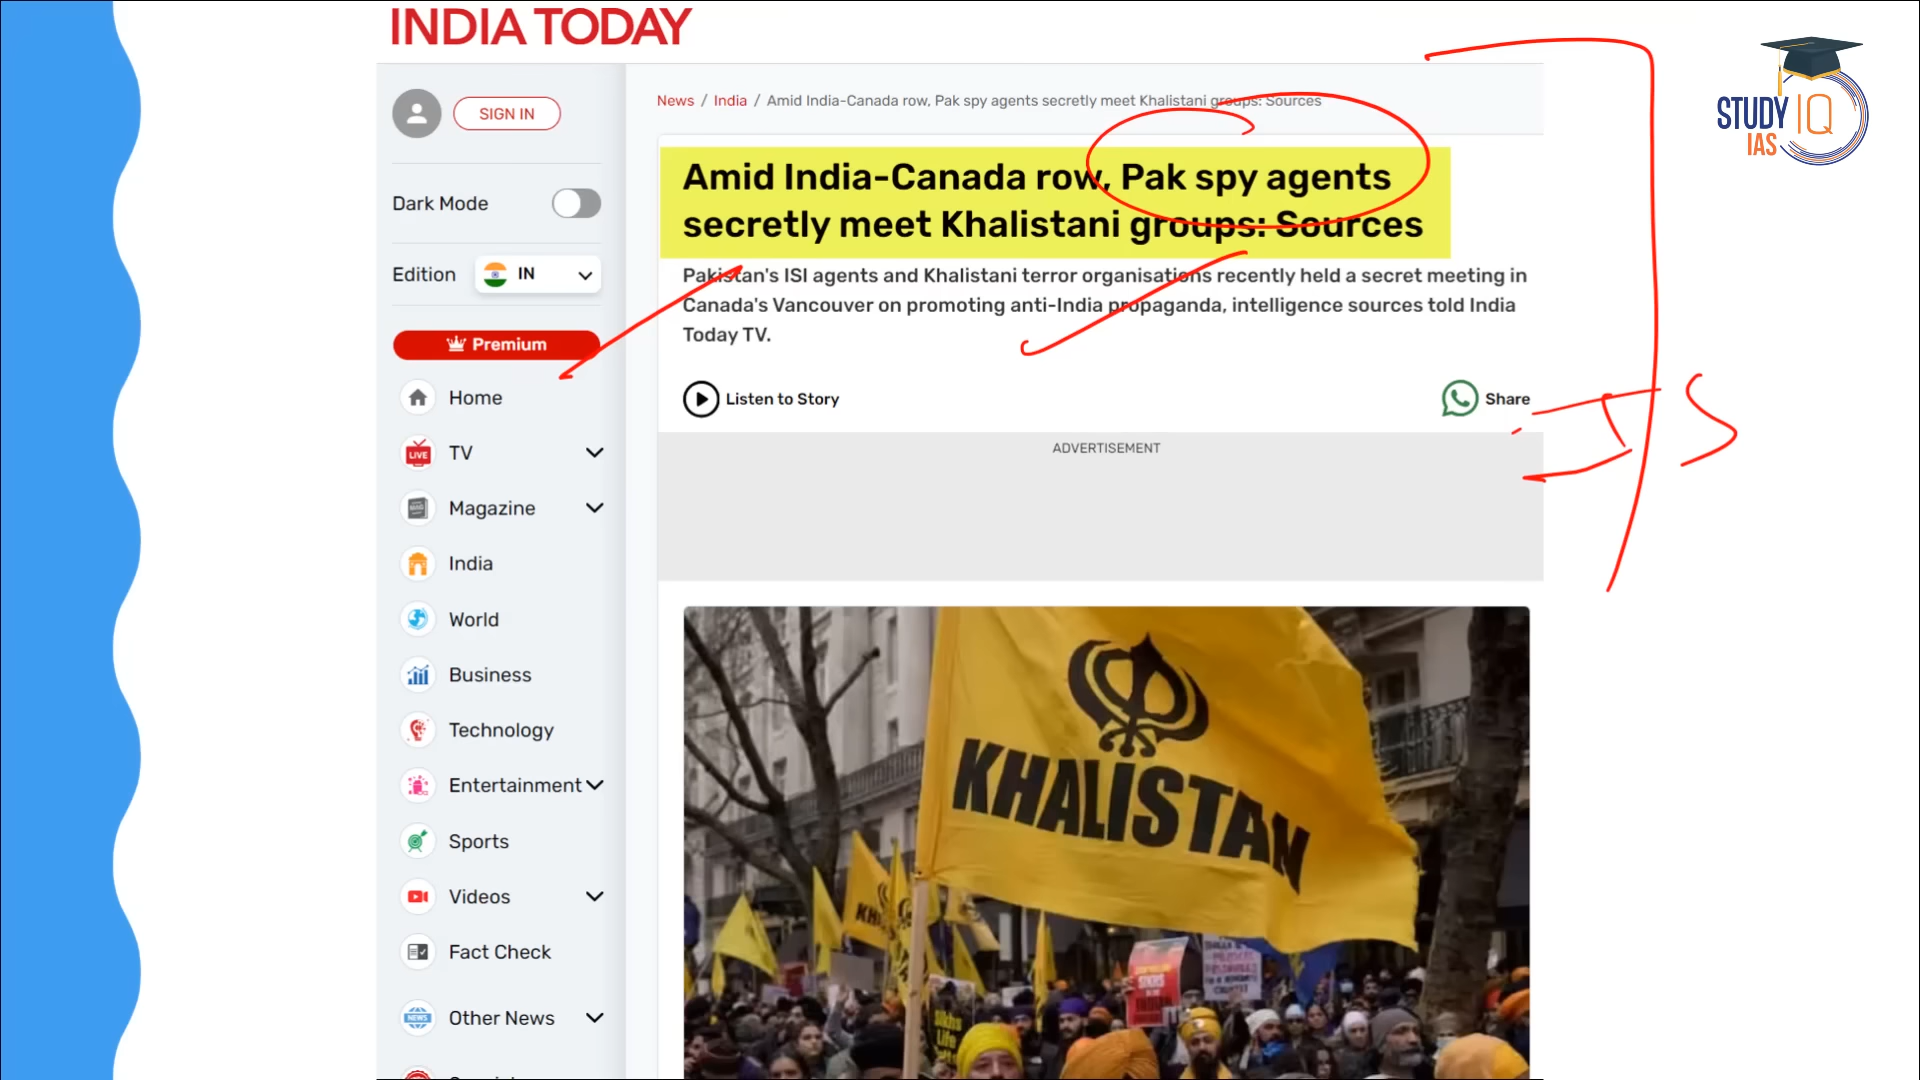 INDIA TODAY
STUDY IQ
IAS
SIGN IN
Dark Mode
Edition
IN
Premium
Home
LIVE
TV
Magazine
India
World
Business
Technology
Entertainment
Sports
Videos
Fact Check
NEWS
Other News
News / India / Amid India-Canada row, Pak spy agents secretly meet Khalistani groups: Sources
Amid India-Canada row, Pak spy agents
secretly meet Khalistani groups: Sources
Pakistan's ISI agents and Khalistani terror organisations recently held a secret meeting in
Canada's Vancouver on promoting anti-India propaganda, intelligence sources told India
Today TV.
Listen to Story
Share
ADVERTISEMENT
KHALISTAN